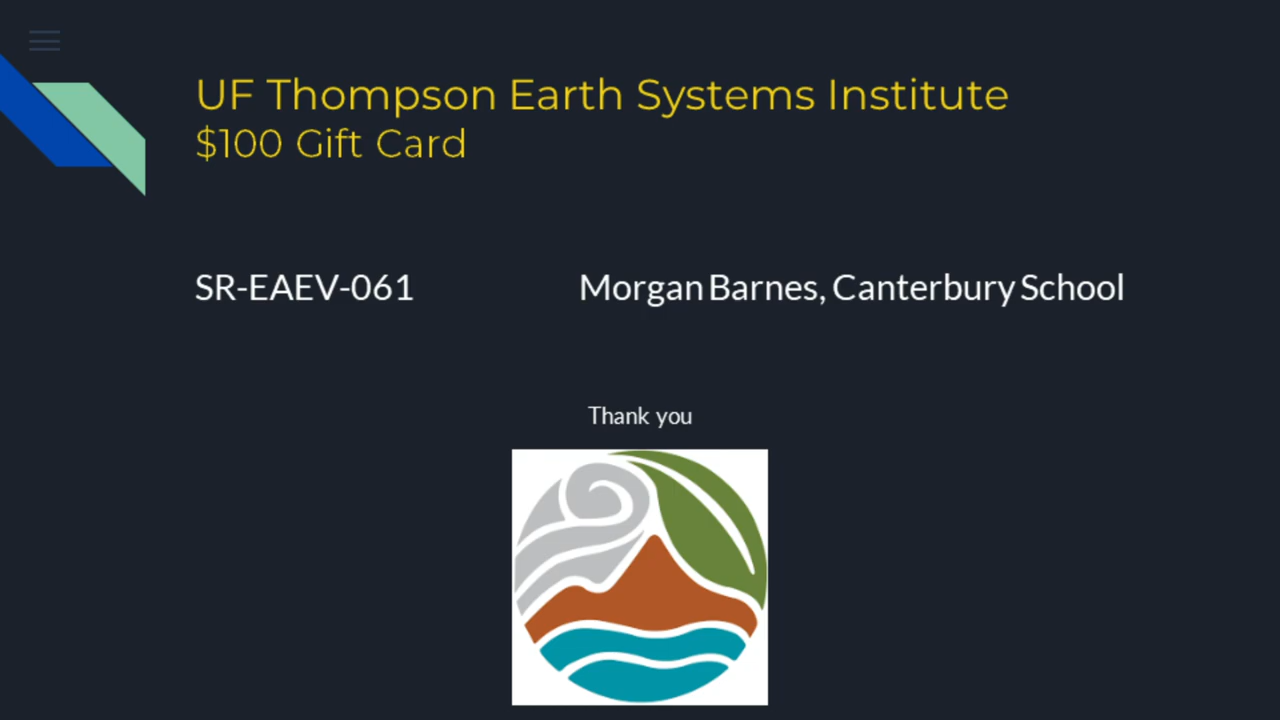 UF Thompson Earth Systems Institute
$100 Gift Card
SR-EAEV-061 Morgan Barnes, Canterbury School
Thank you